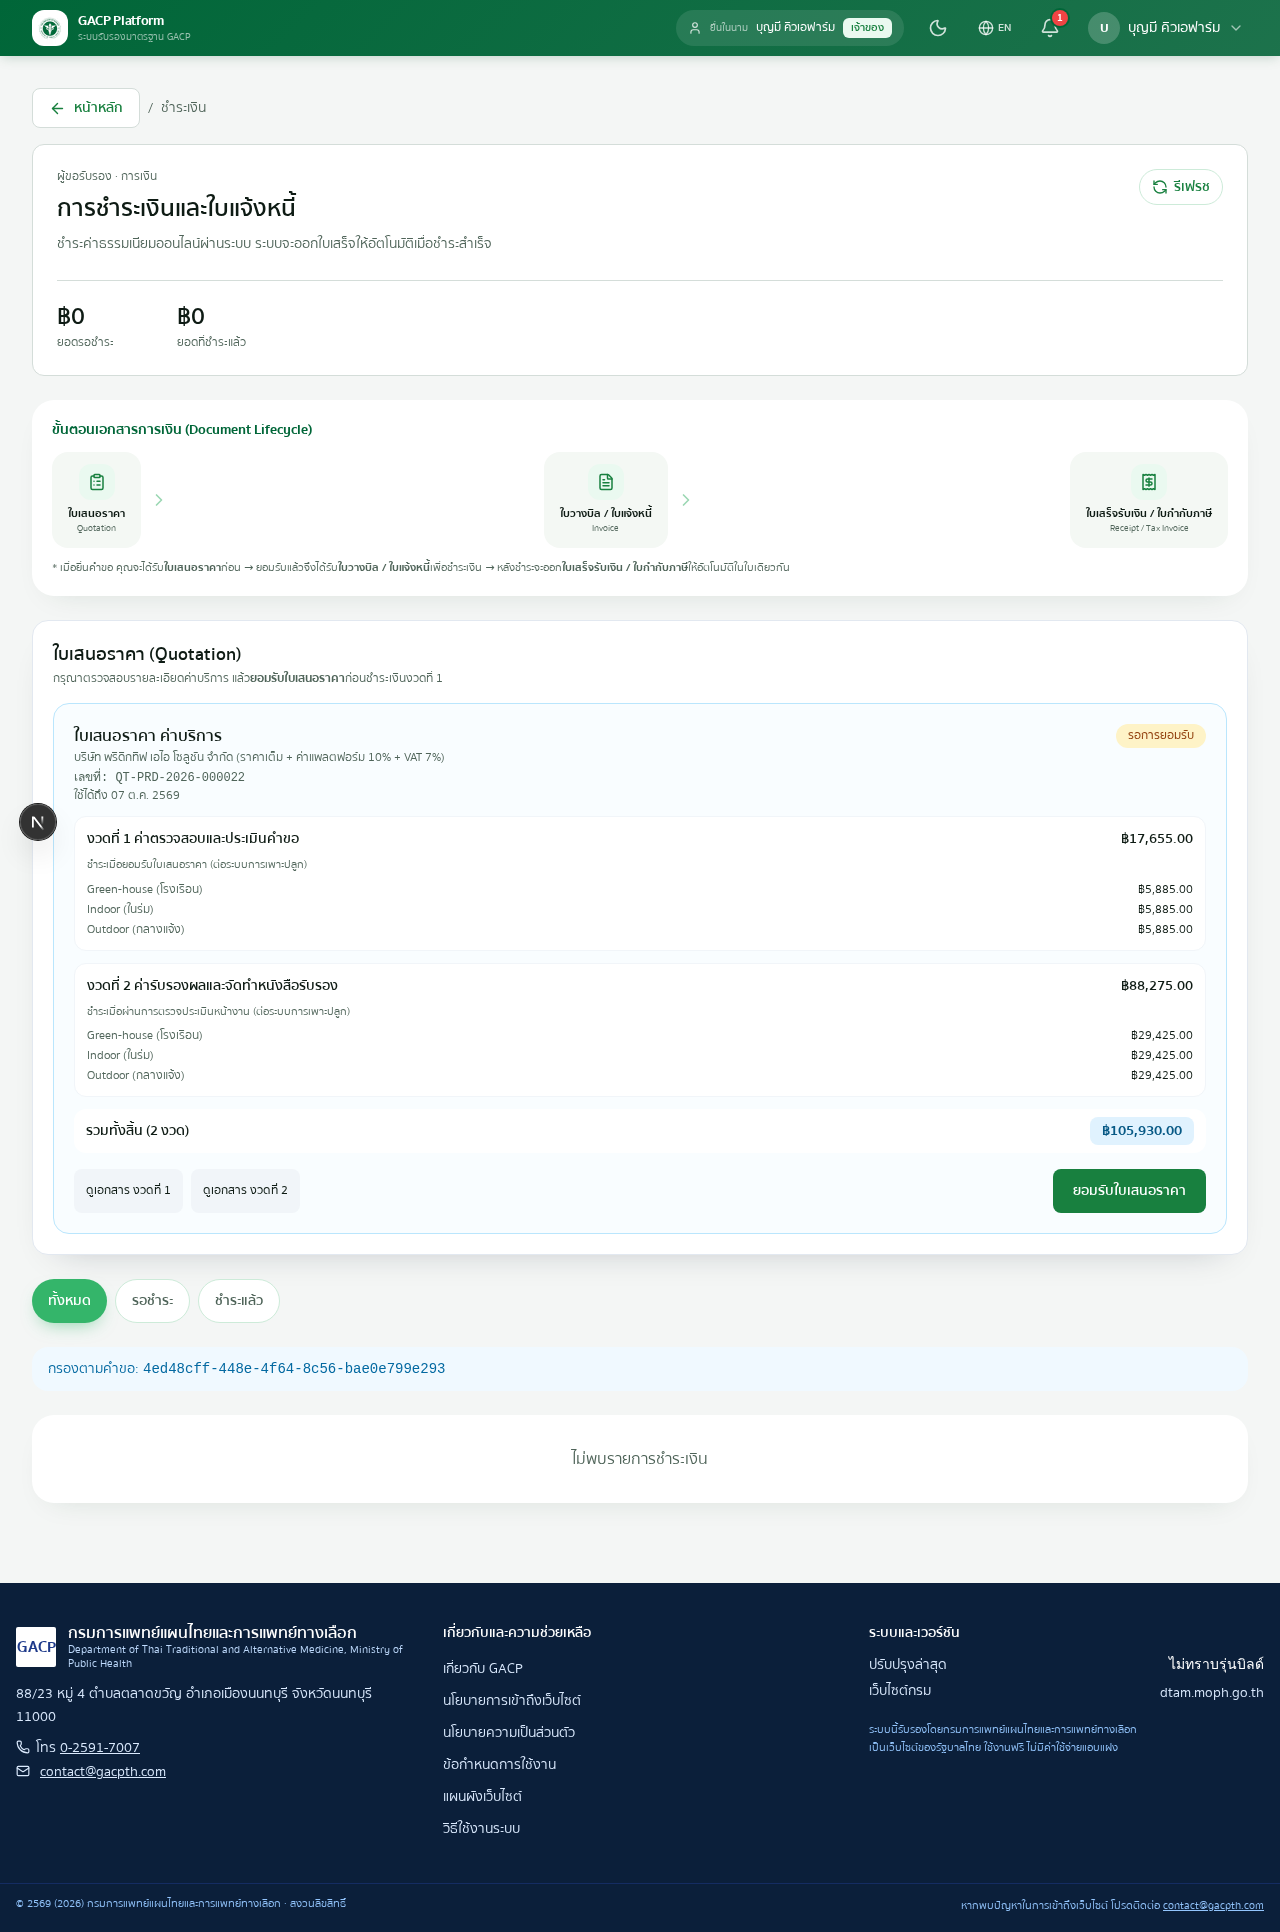 GACP Platform
ระบบรับรองมาตรฐาน GACP
ยื่นในนาม บุญมี คิวเอฟาร์ม เจ้าของ
EN
1
บ บุญมี คิวเอฟาร์ม
หน้าหลัก / ชำระเงิน
ผู้ขอรับรอง · การเงิน
การชำระเงินและใบแจ้งหนี้
รีเฟรช
ชำระค่าธรรมเนียมออนไลน์ผ่านระบบ ระบบจะออกใบเสร็จให้อัตโนมัติเมื่อชำระสำเร็จ
฿0 ฿0
ยอดรอชำระ ยอดที่ชำระแล้ว
ขั้นตอนเอกสารการเงิน (Document Lifecycle)
ใบเสนอราคา
Quotation
ใบวางบิล / ใบแจ้งหนี้
Invoice
ใบเสร็จรับเงิน / ใบกำกับภาษี
Receipt / Tax Invoice
* เมื่อยื่นคำขอ คุณจะได้รับใบเสนอราคาก่อน → ยอมรับแล้วจึงได้รับใบวางบิล / ใบแจ้งหนี้เพื่อชำระเงิน → หลังชำระจะออกใบเสร็จรับเงิน / ใบกำกับภาษีให้อัตโนมัติในใบเดียวกัน
ใบเสนอราคา (Quotation)
กรุณาตรวจสอบรายละเอียดค่าบริการ แล้วยอมรับใบเสนอราคาก่อนชำระเงินงวดที่ 1
ใบเสนอราคา ค่าบริการ
รอการยอมรับ
บริษัท พรีดิกทิฟ เอไอ โซลูชัน จำกัด (ราคาเต็ม + ค่าแพลตฟอร์ม 10% + VAT 7%)
เลขที่: QT-PRD-2026-000022
ใช้ได้ถึง 07 ต.ค. 2569
งวดที่ 1 ค่าตรวจสอบและประเมินคำขอ ฿17,655.00
ชำระเมื่อยอมรับใบเสนอราคา (ต่อระบบการเพาะปลูก)
Green-house (โรงเรือน) ฿5,885.00
Indoor (ในร่ม) ฿5,885.00
Outdoor (กลางแจ้ง) ฿5,885.00
งวดที่ 2 ค่ารับรองผลและจัดทำหนังสือรับรอง ฿88,275.00
ชำระเมื่อผ่านการตรวจประเมินหน้างาน (ต่อระบบการเพาะปลูก)
Green-house (โรงเรือน) ฿29,425.00
Indoor (ในร่ม) ฿29,425.00
Outdoor (กลางแจ้ง) ฿29,425.00
รวมทั้งสิ้น (2 งวด) ฿105,930.00
ดูเอกสาร งวดที่ 1 ดูเอกสาร งวดที่ 2 ยอมรับใบเสนอราคา
N
ทั้งหมด รอชำระ ชำระแล้ว
กรองตามคำขอ: 4ed48cff-448e-4f64-8c56-bae0e799e293
ไม่พบรายการชำระเงิน
GACP
กรมการแพทย์แผนไทยและการแพทย์ทางเลือก
Department of Thai Traditional and Alternative Medicine, Ministry of
Public Health
88/23 หมู่ 4 ตำบลตลาดขวัญ อำเภอเมืองนนทบุรี จังหวัดนนทบุรี
11000
โทร 0-2591-7007
contact@gacpth.com
เกี่ยวกับและความช่วยเหลือ
เกี่ยวกับ GACP
นโยบายการเข้าถึงเว็บไซต์
นโยบายความเป็นส่วนตัว
ข้อกำหนดการใช้งาน
แผนผังเว็บไซต์
วิธีใช้งานระบบ
ระบบและเวอร์ชัน
ปรับปรุงล่าสุด ไม่ทราบรุ่นบิลด์
เว็บไซต์กรม dtam.moph.go.th
ระบบนี้รับรองโดยกรมการแพทย์แผนไทยและการแพทย์ทางเลือก
เป็นเว็บไซต์ของรัฐบาลไทย ใช้งานฟรี ไม่มีค่าใช้จ่ายแอบแฝง
© 2569 (2026) กรมการแพทย์แผนไทยและการแพทย์ทางเลือก · สงวนลิขสิทธิ์
หากพบปัญหาในการเข้าถึงเว็บไซต์ โปรดติดต่อ contact@gacpth.com